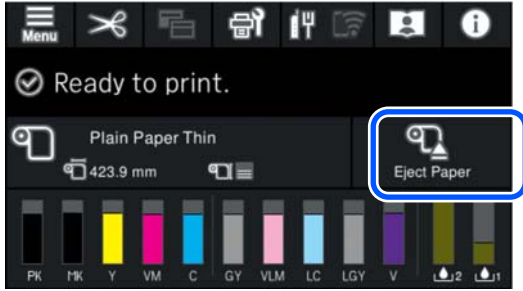 Menu
Ready to print.
Plain Paper Thin
423.9 mm
Eject Paper
PK MK Y VM C GY VLM LC LGY V 2 1